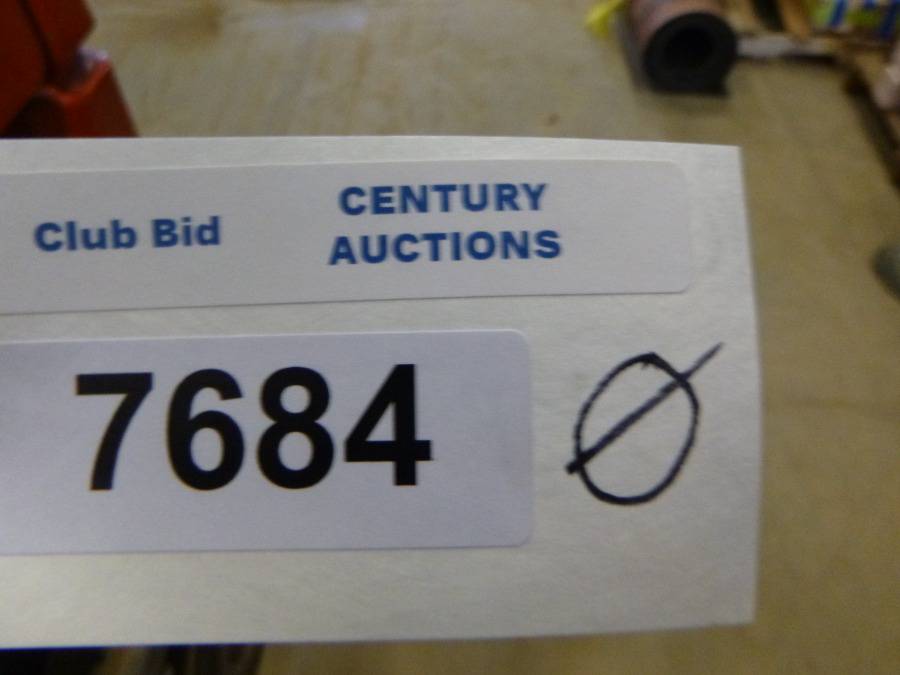 Club Bid
CENTURY
AUCTIONS
7684 Ø